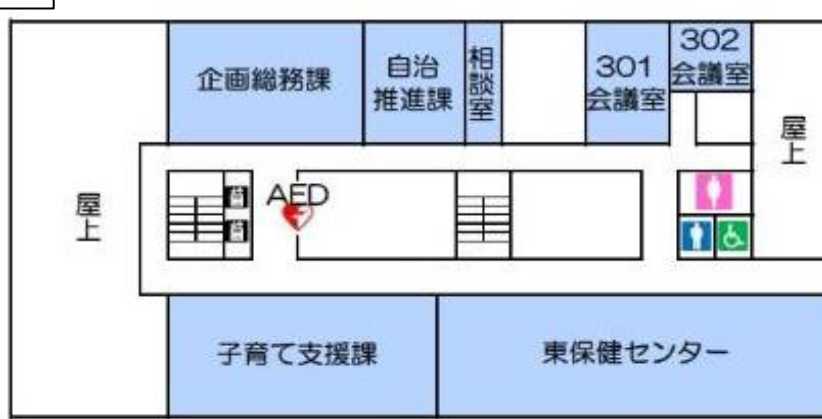 企画総務課
自治
推進課
相
談
室
301
会議室
302
会議室
屋
上
屋
上
AED
子育て支援課
東保健センター